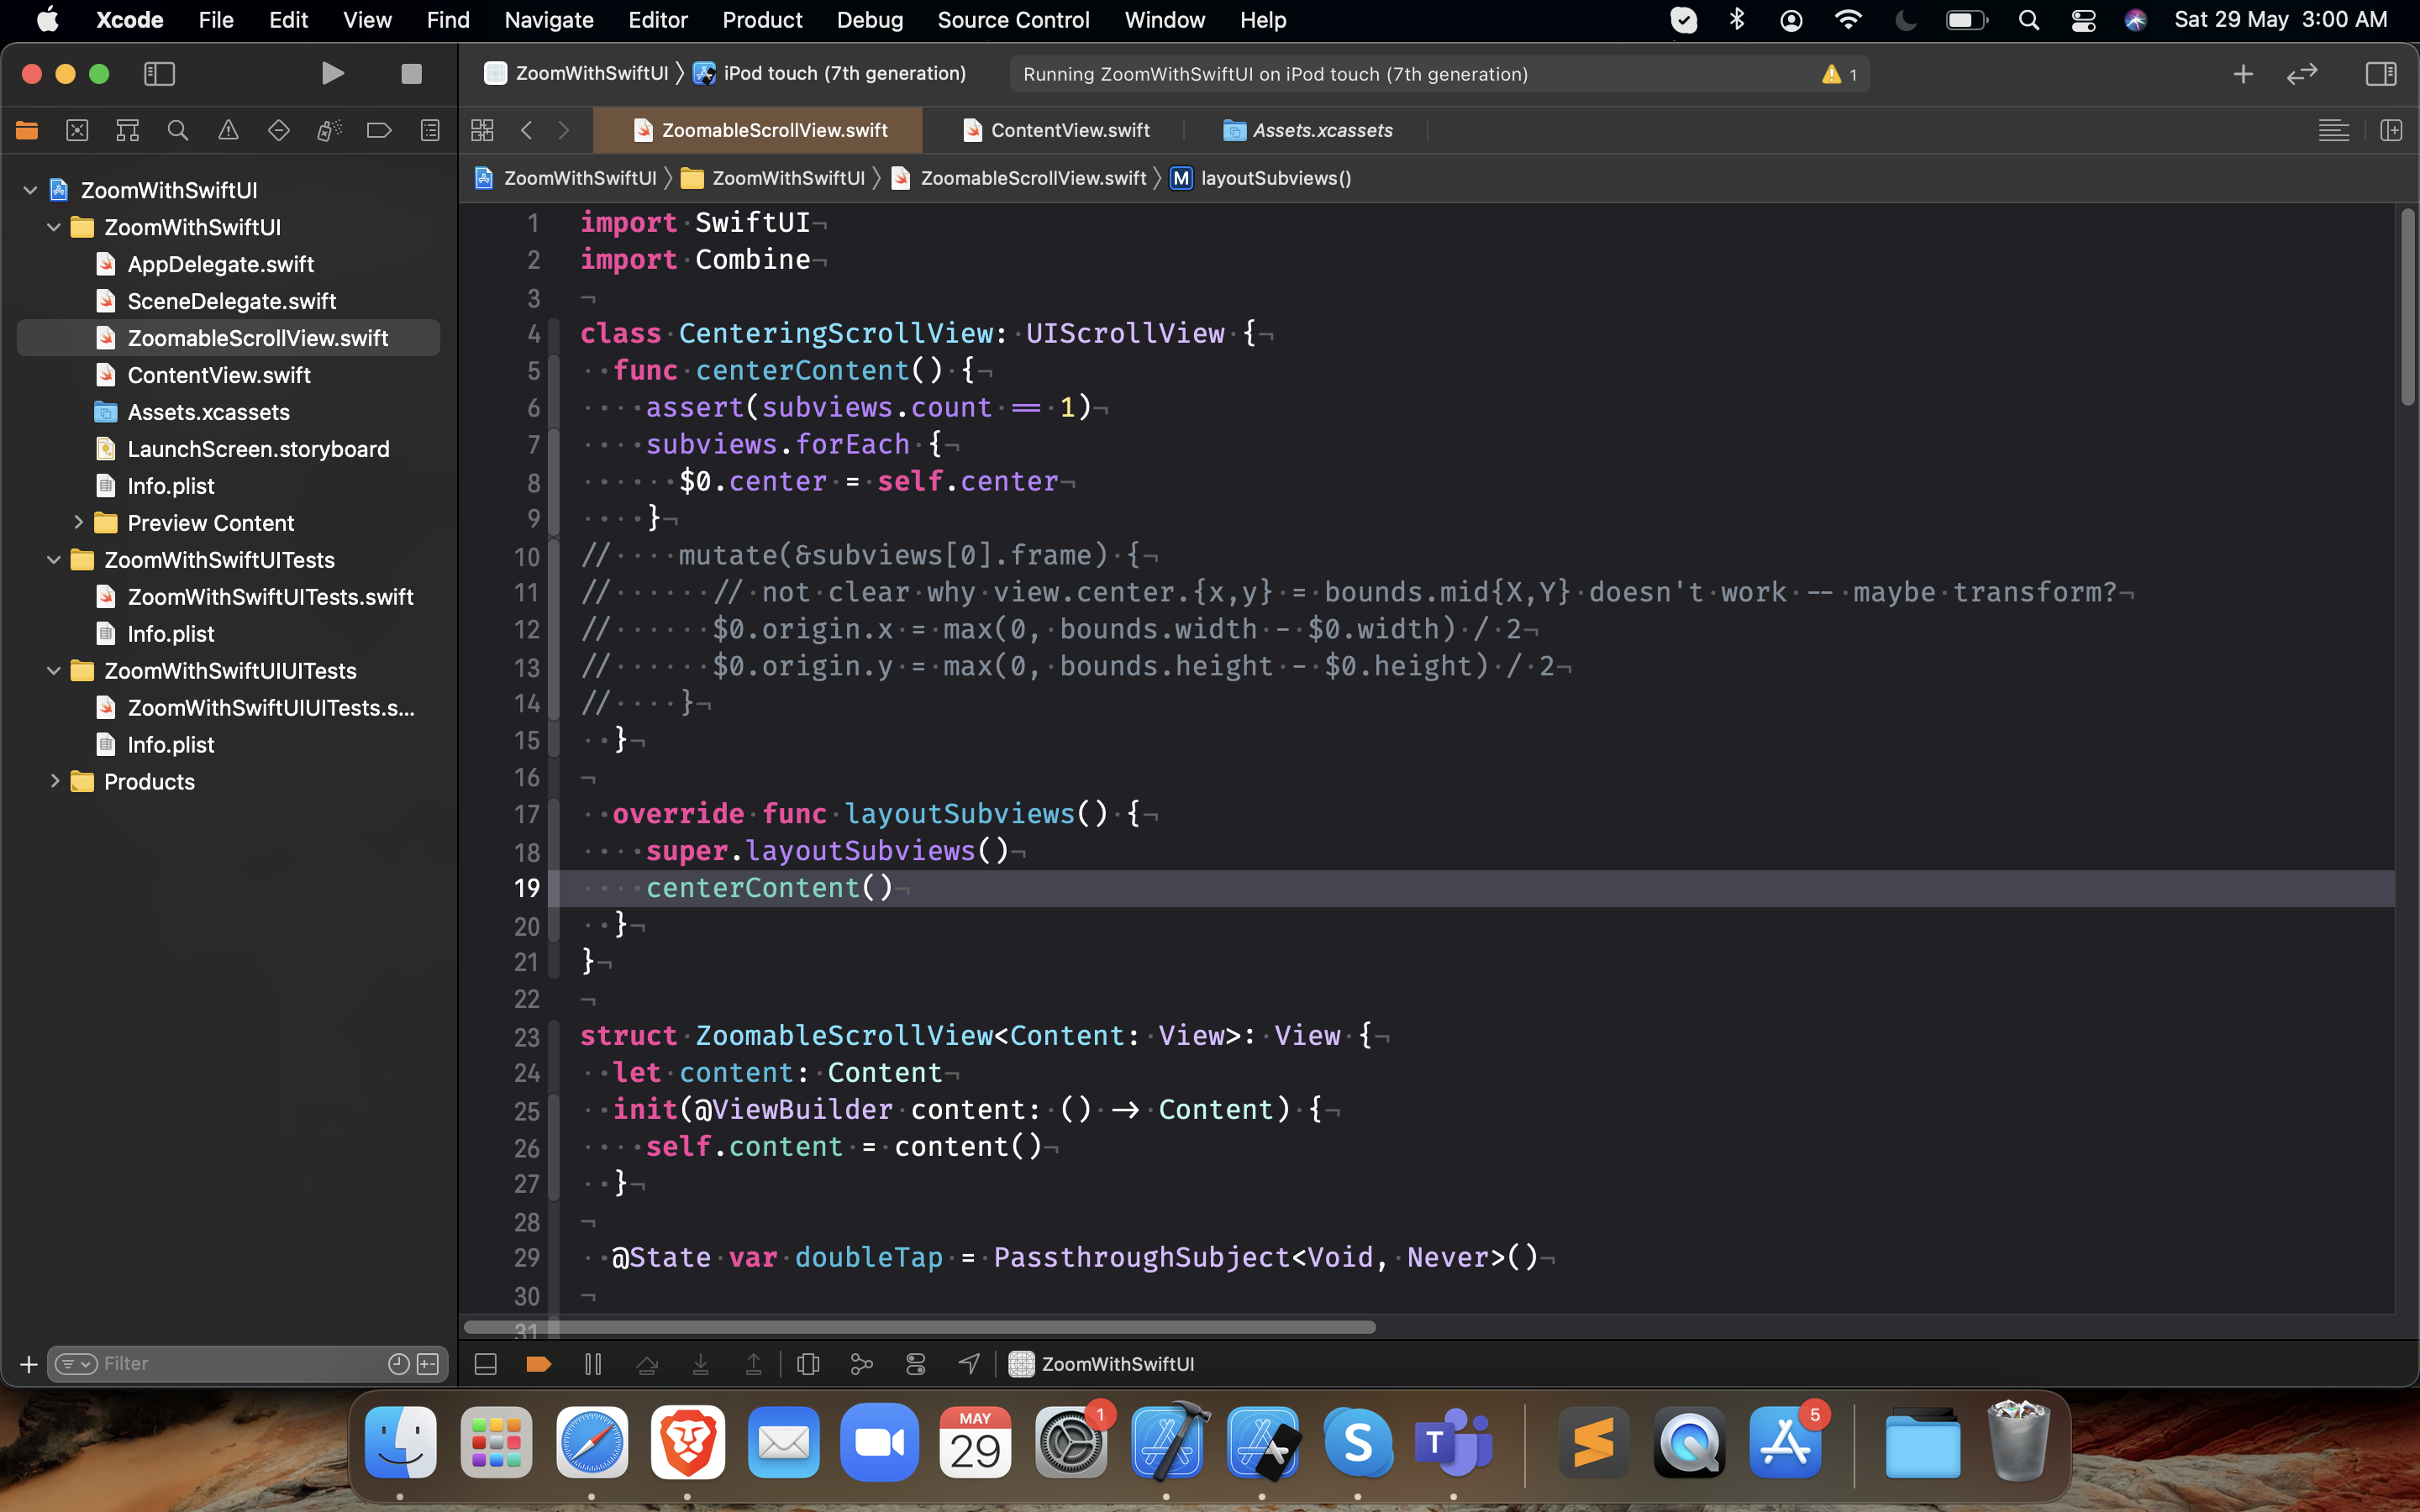 Xcode File Edit View Find Navigate Editor Product Debug Source Control Window Help Sat 29 May 3:00 AM
ZoomWithSwiftUI iPod touch (7th generation) Running ZoomWithSwiftUI on iPod touch (7th generation) 1
ZoomableScrollView.swift ContentView.swift Assets.xcassets
ZoomWithSwiftUI ZoomWithSwiftUI ZoomableScrollView.swift M layoutSubviews()
ZoomWithSwiftUI
ZoomWithSwiftUI
AppDelegate.swift
SceneDelegate.swift
ZoomableScrollView.swift
ContentView.swift
Assets.xcassets
LaunchScreen.storyboard
Info.plist
Preview Content
ZoomWithSwiftUITests
ZoomWithSwiftUITests.swift
Info.plist
ZoomWithSwiftUIUITests
ZoomWithSwiftUIUITests.s...
Info.plist
Products
Filter
1 import SwiftUI
2 import Combine
3
4 class CenteringScrollView: UIScrollView {
5 func centerContent() {
6 assert(subviews.count == 1)
7 subviews.forEach {
8 $0.center = self.center
9 }
10 // mutate(&subviews[0].frame) {
11 // // not clear why view.center.{x,y} = bounds.mid{X,Y} doesn't work -- maybe transform?
12 // $0.origin.x = max(0, bounds.width - $0.width) / 2
13 // $0.origin.y = max(0, bounds.height - $0.height) / 2
14 // }
15 }
16
17 override func layoutSubviews() {
18 super.layoutSubviews()
19 centerContent()
20 }
21 }
22
23 struct ZoomableScrollView<Content: View>: View {
24 let content: Content
25 init(@ViewBuilder content: () -> Content) {
26 self.content = content()
27 }
28
29 @State var doubleTap = PassthroughSubject<Void, Never>()
30
31
ZoomWithSwiftUI
MAY
29
1
S
T
5